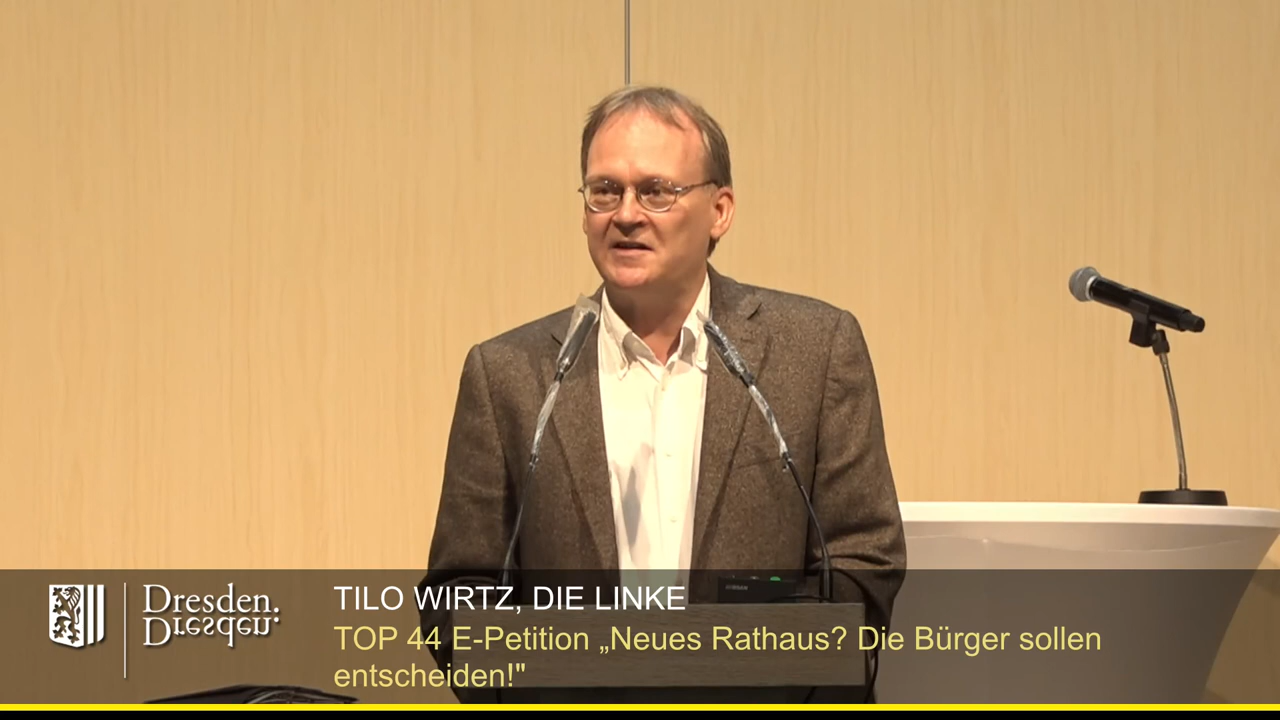 Dresden.
Dresden.
TILO WIRTZ, DIE LINKE
TOP 44 E-Petition „Neues Rathaus? Die Bürger sollen
entscheiden!"